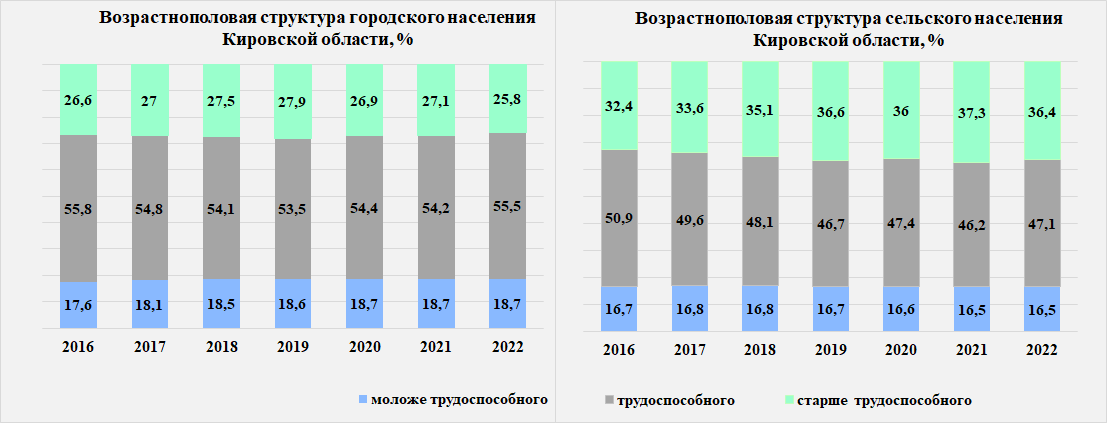 Возрастнополовая структура городского населения
Кировской области, %
26,6 27 27,5 27,9 26,9 27,1 25,8
55,8 54,8 54,1 53,5 54,4 54,2 55,5
17,6 18,1 18,5 18,6 18,7 18,7 18,7
2016 2017 2018 2019 2020 2021 2022
Возрастнополовая структура сельского населения
Кировской области, %
32,4 33,6 35,1 36,6 36 37,3 36,4
50,9 49,6 48,1 46,7 47,4 46,2 47,1
16,7 16,8 16,8 16,7 16,6 16,5 16,5
2016 2017 2018 2019 2020 2021 2022
моложе трудоспособного трудоспособного старше трудоспособного